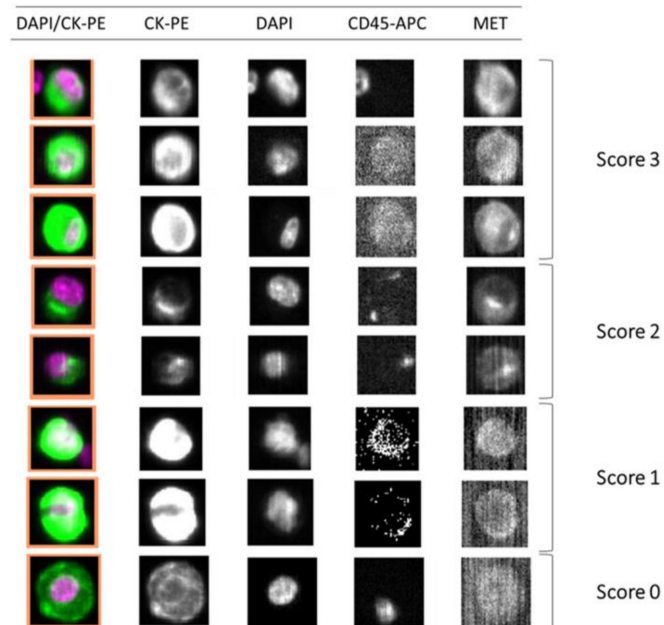 DAPI/CK-PE CK-PE DAPI CD45-APC MET
Score 3
Score 2
Score 1
Score 0